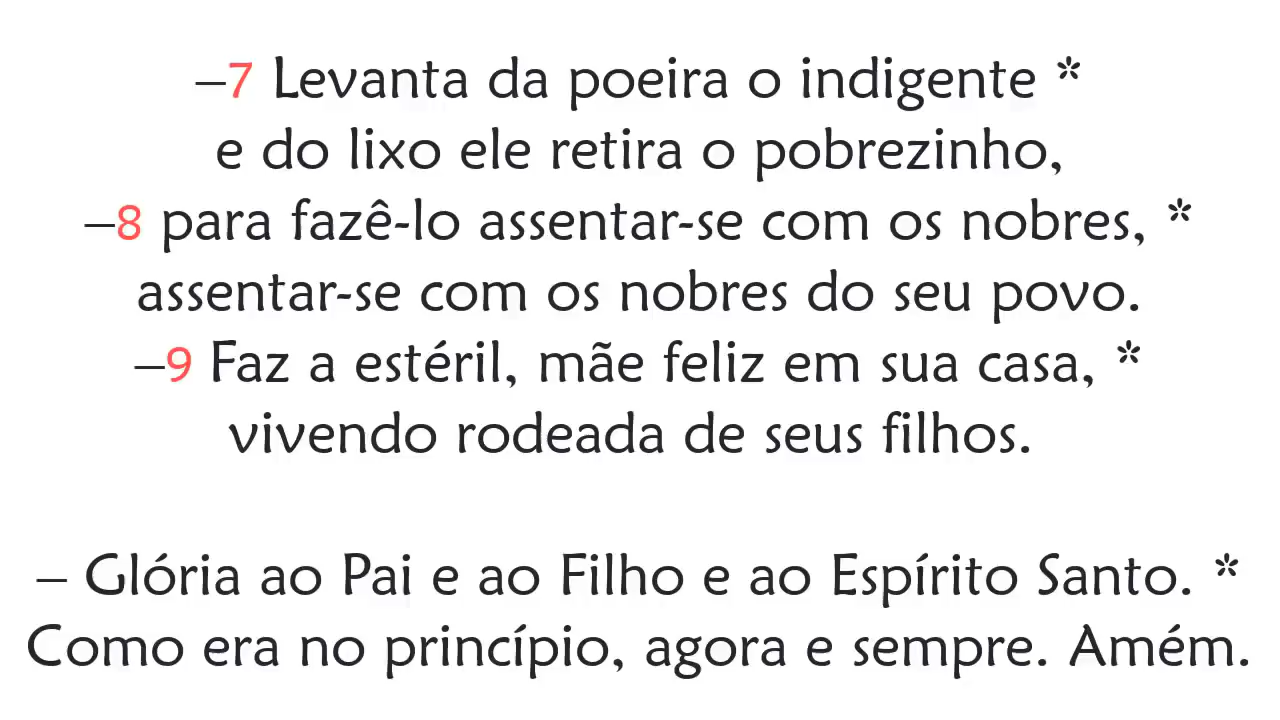 –7 Levanta da poeira o indigente *
e do lixo ele retira o pobrezinho,
–8 para fazê-lo assentar-se com os nobres, *
assentar-se com os nobres do seu povo.
–9 Faz a estéril, mãe feliz em sua casa, *
vivendo rodeada de seus filhos.
– Glória ao Pai e ao Filho e ao Espírito Santo. *
Como era no princípio, agora e sempre. Amém.